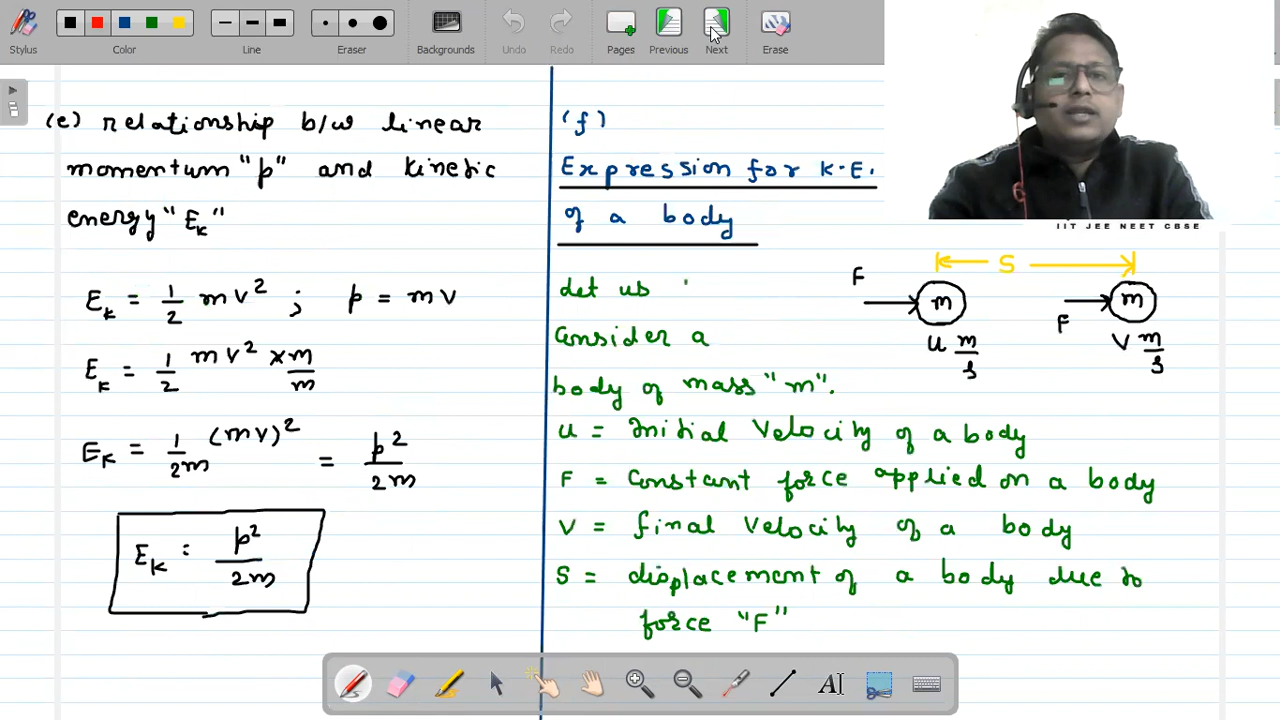 Stylus
Color
Line
Eraser
Backgrounds
Undo
Redo
Pages
Previous
Next
Erase
IIT JEE NEET CBSE
(e) relationship b/w linear
momentum "p" and kinetic
energy "Eₖ"
Eₖ = 1/2 mv² ; p = mv
Eₖ = 1/2 mv² × m/m
Eₖ = 1/2m (mv)² = p²/2m
Eₖ = p²/2m
(f)
Expression for K.E.
of a body
Let us
Consider a
body of mass "m".
F m S F m
u m/s v m/s
u = Initial Velocity of a body
F = Constant force applied on a body
V = final Velocity of a body
S = displacement of a body due to
force "F"
AI